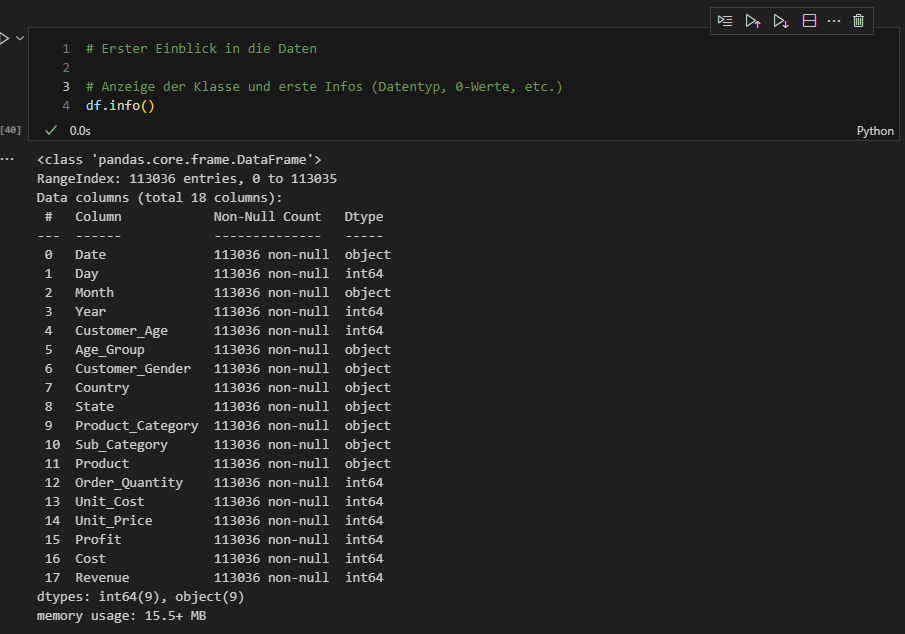 1 # Erster Einblick in die Daten
2
3 # Anzeige der Klasse und erste Infos (Datentyp, 0-Werte, etc.)
4 df.info()
[40] ✓ 0.0s Python
... <class 'pandas.core.frame.DataFrame'>
RangeIndex: 113036 entries, 0 to 113035
Data columns (total 18 columns):
 #   Column            Non-Null Count   Dtype
---  ------            --------------   -----
 0   Date              113036 non-null  object
 1   Day               113036 non-null  int64
 2   Month             113036 non-null  object
 3   Year              113036 non-null  int64
 4   Customer_Age      113036 non-null  int64
 5   Age_Group         113036 non-null  object
 6   Customer_Gender   113036 non-null  object
 7   Country           113036 non-null  object
 8   State             113036 non-null  object
 9   Product_Category  113036 non-null  object
 10  Sub_Category      113036 non-null  object
 11  Product           113036 non-null  object
 12  Order_Quantity    113036 non-null  int64
 13  Unit_Cost         113036 non-null  int64
 14  Unit_Price        113036 non-null  int64
 15  Profit            113036 non-null  int64
 16  Cost              113036 non-null  int64
 17  Revenue           113036 non-null  int64
dtypes: int64(9), object(9)
memory usage: 15.5+ MB